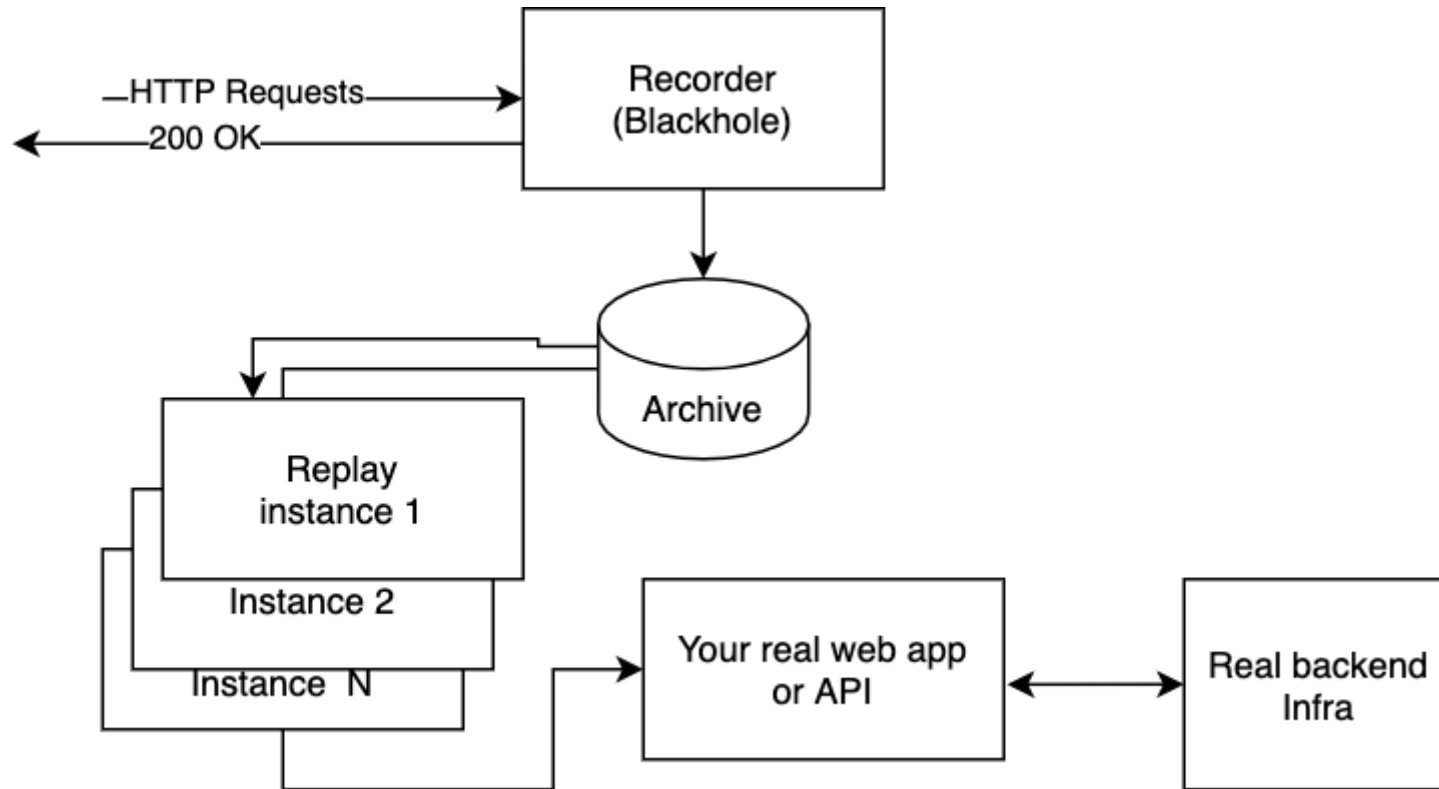 HTTP Requests
200 OK
Recorder
(Blackhole)
Archive
Replay
instance 1
Instance 2
Instance N
Your real web app
or API
Real backend
Infra